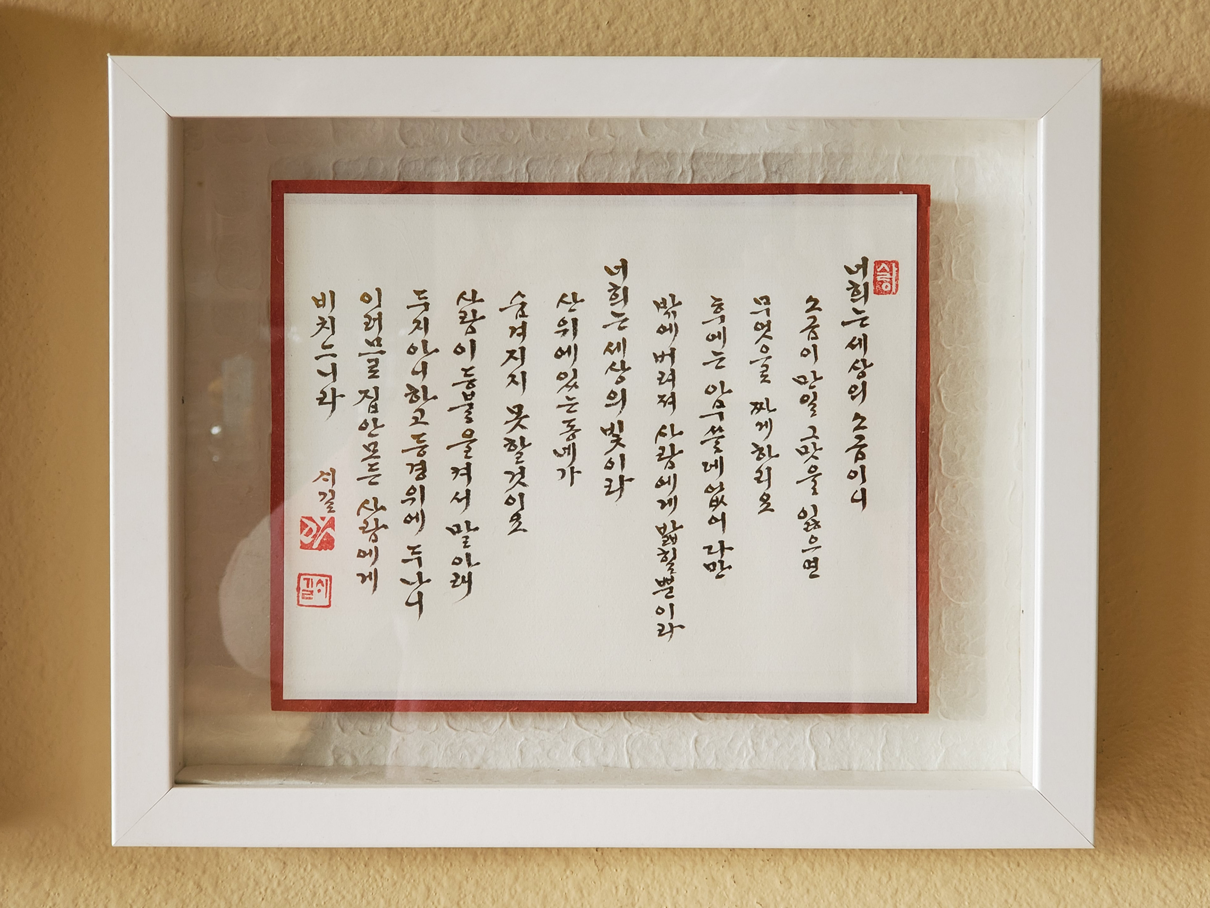 사랑
너희는 세상의 소금이니
소금이 만일 그 맛을 잃으면
무엇으로 짜게 하리요
후에는 아무 쓸데 없어 다만
밖에 버려져 사람에게 밟힐 뿐이라
너희는 세상의 빛이라
산 위에 있는 동네가
숨겨지지 못할 것이요
사람이 등불을 켜서 말 아래
두지 아니하고 등경 위에 두나니
이러므로 집안 모든 사람에게
비치느니라
서길